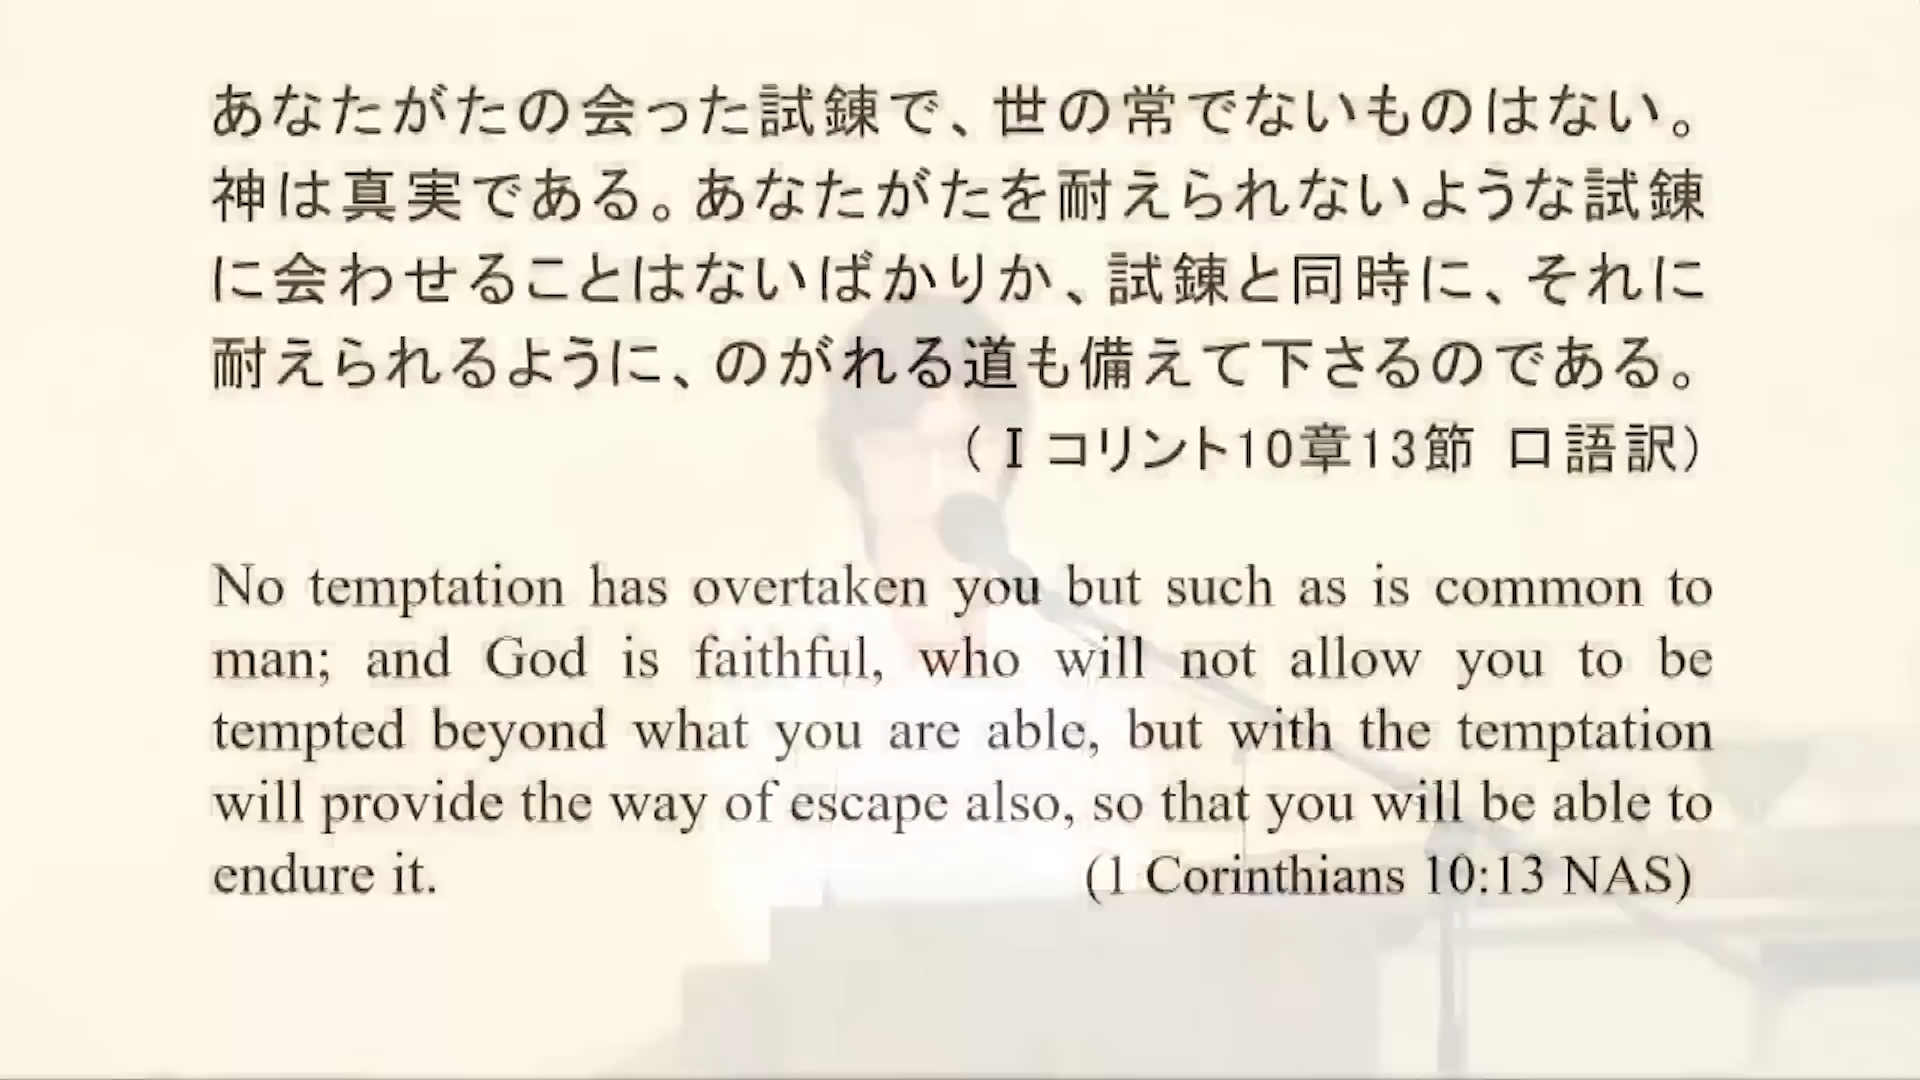 あなたがたの会った試錬で、世の常でないものはない。
神は真実である。あなたがたを耐えられないような試錬
に会わせることはないばかりか、試錬と同時に、それに
耐えられるように、のがれる道も備えて下さるのである。
（Ⅰ コリント10章13節 口語訳）
No temptation has overtaken you but such as is common to
man; and God is faithful, who will not allow you to be
tempted beyond what you are able, but with the temptation
will provide the way of escape also, so that you will be able to
endure it. (1 Corinthians 10:13 NAS)